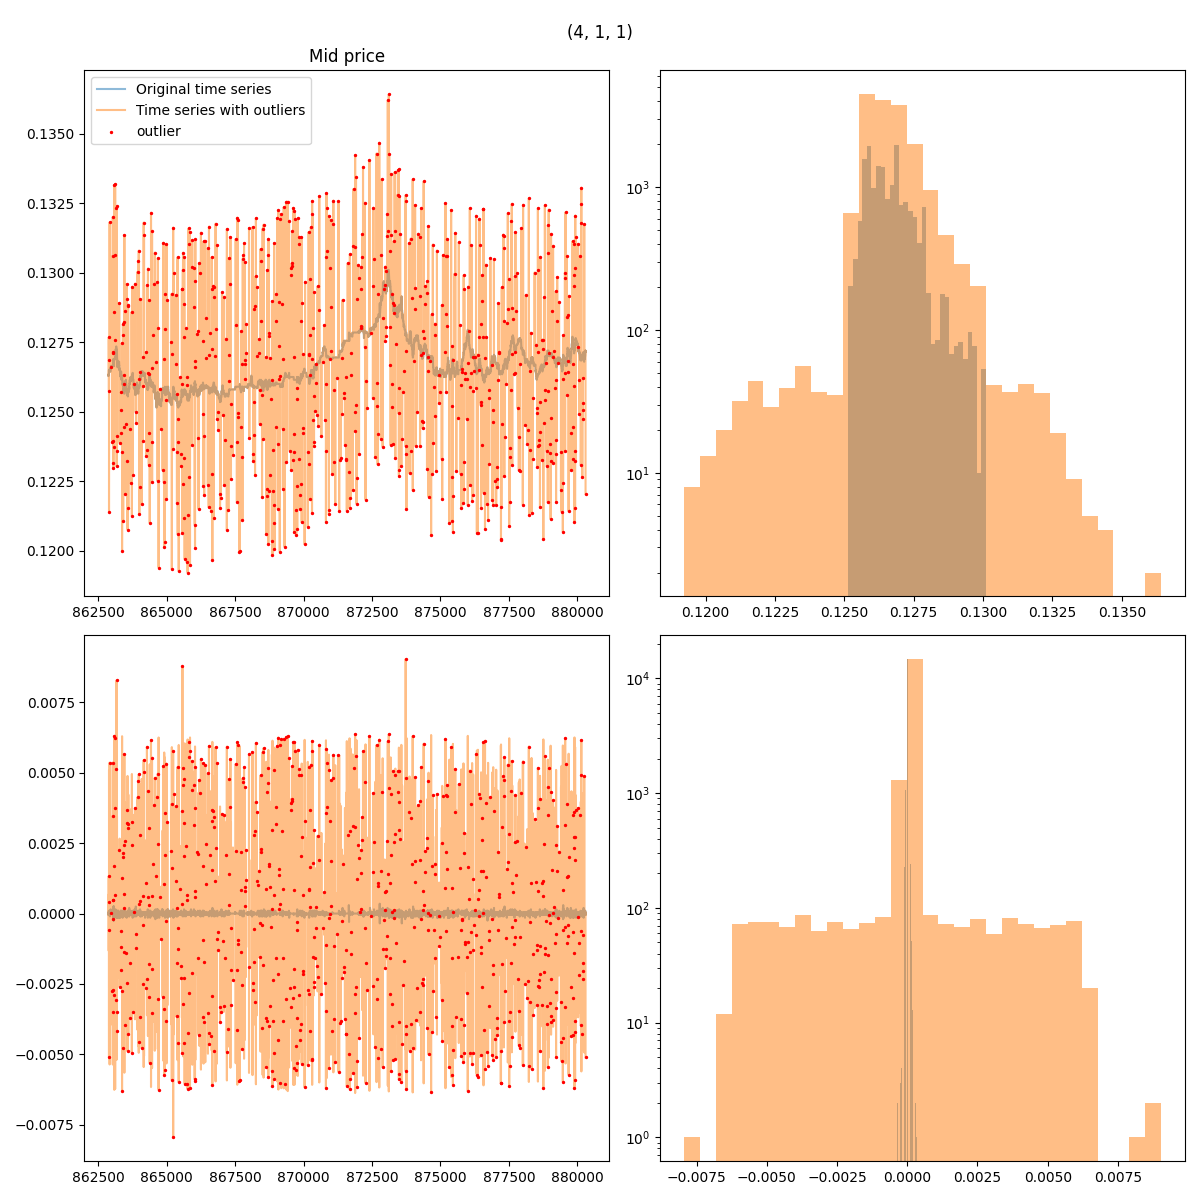 (4, 1, 1)
Mid price
Original time series
Time series with outliers
outlier
0.1350
0.1325
0.1300
0.1275
0.1250
0.1225
0.1200
862500 865000 867500 870000 872500 875000 877500 880000
10³
10²
10¹
0.1200 0.1225 0.1250 0.1275 0.1300 0.1325 0.1350
0.0075
0.0050
0.0025
0.0000
−0.0025
−0.0050
−0.0075
862500 865000 867500 870000 872500 875000 877500 880000
10⁴
10³
10²
10¹
10⁰
−0.0075 −0.0050 −0.0025 0.0000 0.0025 0.0050 0.0075